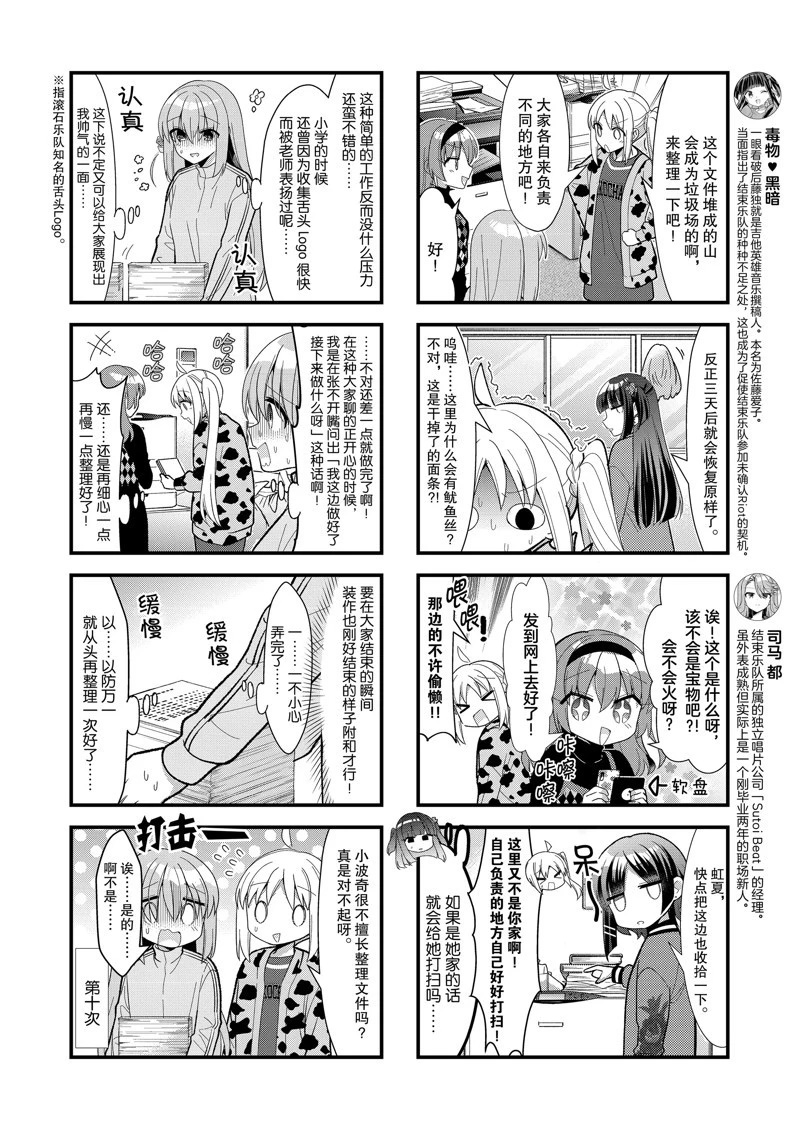 毒物♥黑暗
一眼看破后藤独就是吉他英雄音乐撰稿人。本名为佐藤爱子。
当面指出了结束乐队的种种不足之处，这也成为了促使结束乐队参加未确认Riot的契机。
司马 都
结束乐队所属的独立唱片公司「Sutoi Beat」的经理。
虽外表成熟但实际上是一个刚毕业两年的职场新人。
这个文件堆成的山
会成为垃圾场的啊，
来整理一下吧！
大家各自来负责
不同的地方吧！
好！
反正三天后就会恢复原样了。
呜哇……这里为什么会有鱿鱼丝？
不对，这是干掉了的面条?!
诶！这个是什么呀，
该不会是宝物吧?!
会不会火呀？
发到网上去好了！
喂喂！
那边的不许偷懒!!
咔嚓
咔嚓
软盘
虹夏，
快点把这边也收拾一下。
呆
这里又不是你家啊！
自己负责的地方自己好好打扫！
如果是她家的话
就会给她打扫吗……
这种简单的工作反而没什么压力
还蛮不错的……
小学的时候
还曾因为收集舌头Logo很快
而被老师表扬过呢……
认真
认真
这下说不定又可以给大家展现出
我帅气的一面……
※指滚石乐队知名的舌头Logo。
……不对还差一点就做完了啊！
在这种大家聊的正开心的时候，
我是在张不开嘴问出「我这边做好了
接下来做什么呀」这种话啊！
哈哈
哈哈
还……还是再细心一点
再慢一点整理好了！
要在大家结束的瞬间
装作也刚好结束的样子附和才行！
一……一不小心
弄完了……
缓慢
缓慢
以……以防万一
就从头再整理一次好了……
小波奇很不擅长整理文件吗？
真是对不起呀。
打击——
诶……是的
啊不是……
第十次